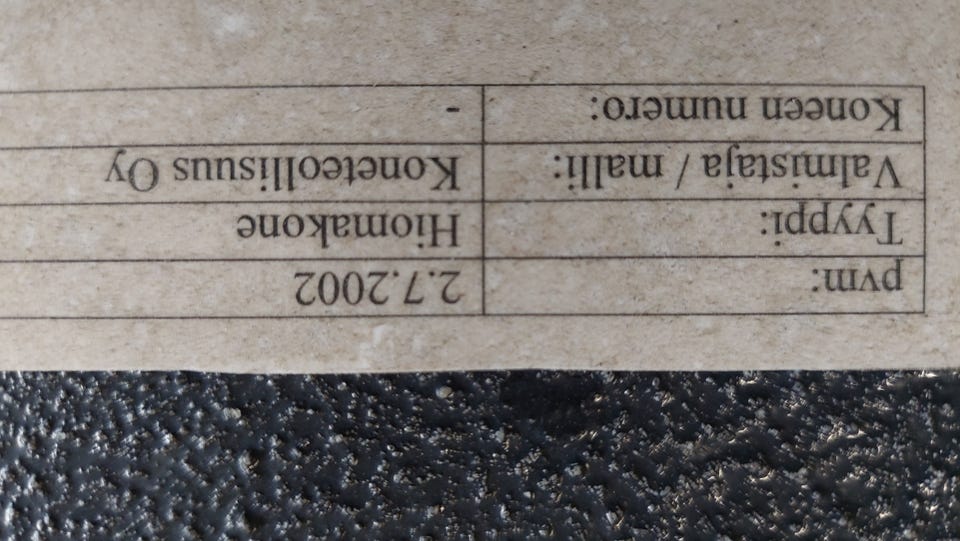 pvm: 2.7.2002
Tyyppi: Hiomakone
Valmistaja / malli: Koneteollisuus Oy
Koneen numero: -